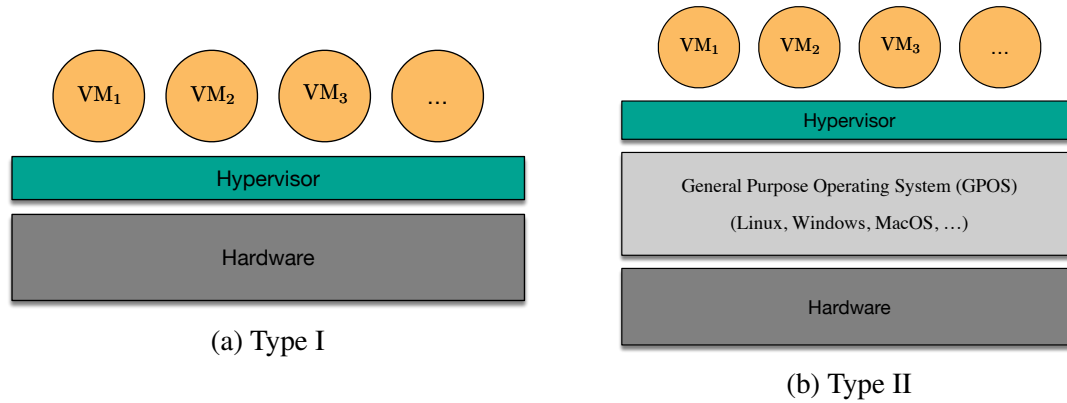 VM₁ VM₂ VM₃ ...
Hypervisor
Hardware
(a) Type I
VM₁ VM₂ VM₃ ...
Hypervisor
General Purpose Operating System (GPOS)
(Linux, Windows, MacOS, …)
Hardware
(b) Type II